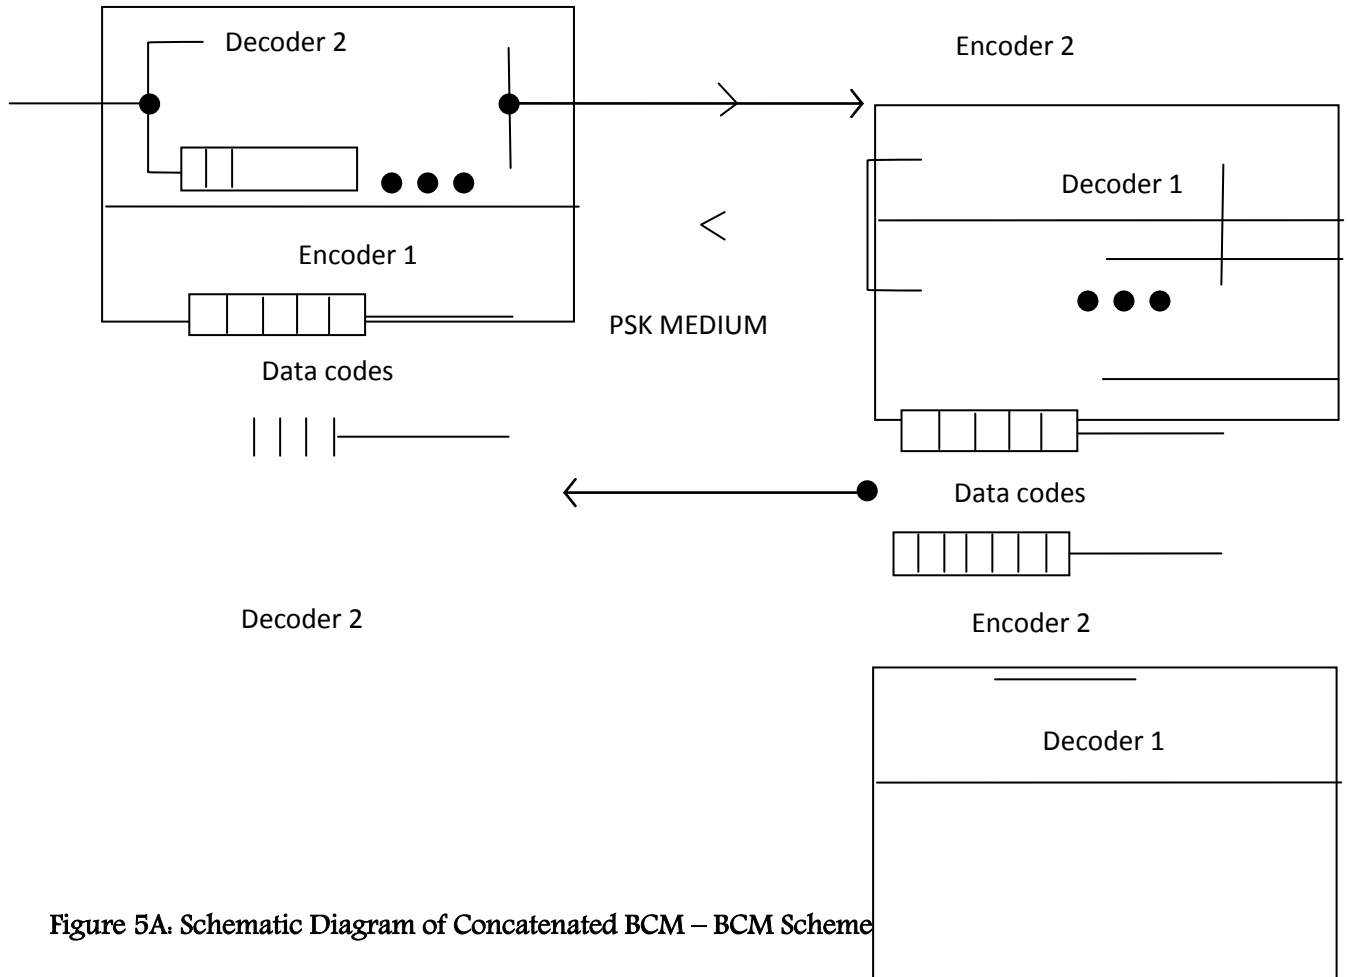 Decoder 2
Encoder 2
Decoder 1
Encoder 1
PSK MEDIUM
Data codes
Data codes
Decoder 2
Encoder 2
Decoder 1
Figure 5A: Schematic Diagram of Concatenated BCM – BCM Scheme